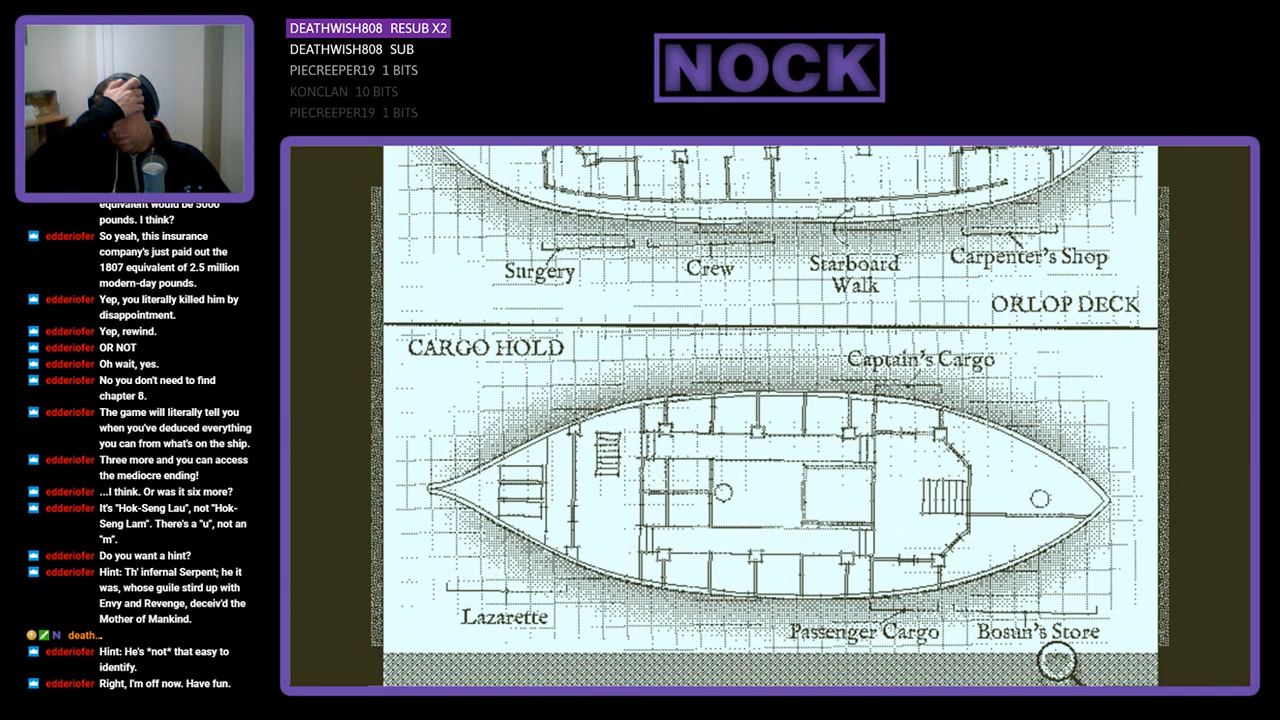 DEATHWISH808 RESUB X2
DEATHWISH808 SUB
PIECREEPER19 1 BITS
KONCLAN 10 BITS
PIECREEPER19 1 BITS
NOCK
equivalent would be 5000
pounds. I think?
edderiofer So yeah, this insurance
company's just paid out the
1807 equivalent of 2.5 million
modern-day pounds.
edderiofer Yep, you literally killed him by
disappointment.
edderiofer Yep, rewind.
edderiofer OR NOT
edderiofer Oh wait, yes.
edderiofer No you don't need to find
chapter 8.
edderiofer The game will literally tell you
when you've deduced everything
you can from what's on the ship.
edderiofer Three more and you can access
the mediocre ending!
edderiofer ...I think. Or was it six more?
edderiofer It's "Hok-Seng Lau", not "Hok-
Seng Lam". There's a "u", not an
"m".
edderiofer Do you want a hint?
edderiofer Hint: Th' infernal Serpent; he it
was, whose guile stird up with
Envy and Revenge, deceiv'd the
Mother of Mankind.
N death...
edderiofer Hint: He's *not* that easy to
identify.
edderiofer Right, I'm off now. Have fun.
Surgery
Crew
Starboard
Walk
Carpenter's Shop
ORLOP DECK
CARGO HOLD
Captain's Cargo
Lazarette
Passenger Cargo
Bosun's Store